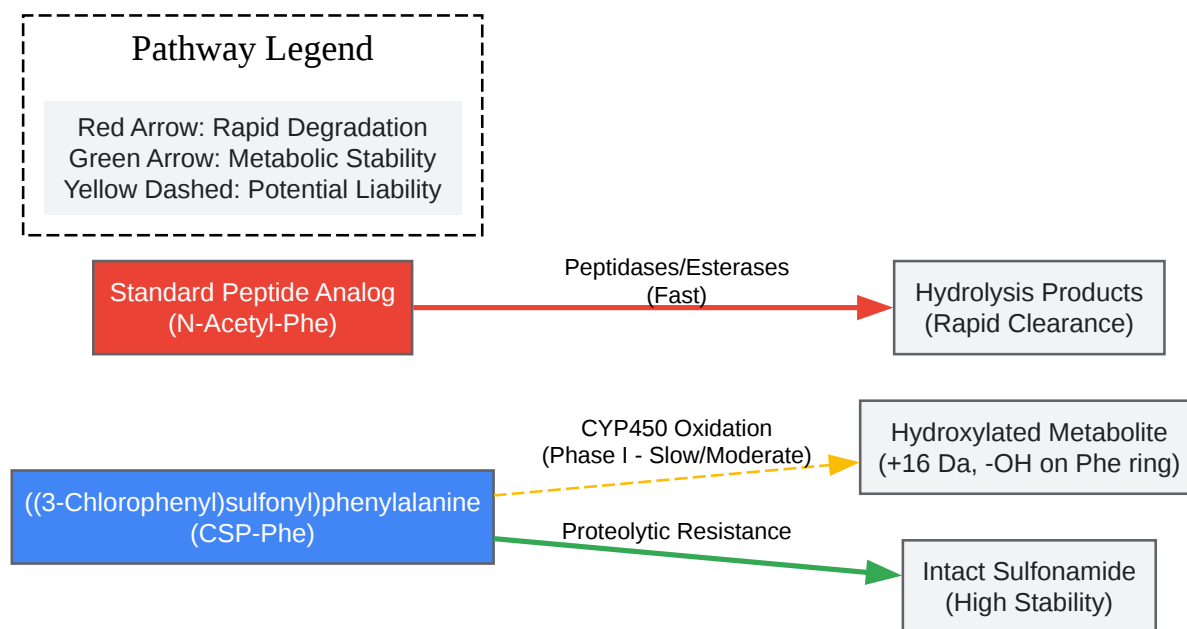 Pathway Legend
Red Arrow: Rapid Degradation
Green Arrow: Metabolic Stability
Yellow Dashed: Potential Liability
Standard Peptide Analog
(N-Acetyl-Phe)
Peptidases/Esterases
(Fast)
Hydrolysis Products
(Rapid Clearance)
((3-Chlorophenyl)sulfonyl)phenylalanine
(CSP-Phe)
CYP450 Oxidation
(Phase I - Slow/Moderate)
Hydroxylated Metabolite
(+16 Da, -OH on Phe ring)
Proteolytic Resistance
Intact Sulfonamide
(High Stability)